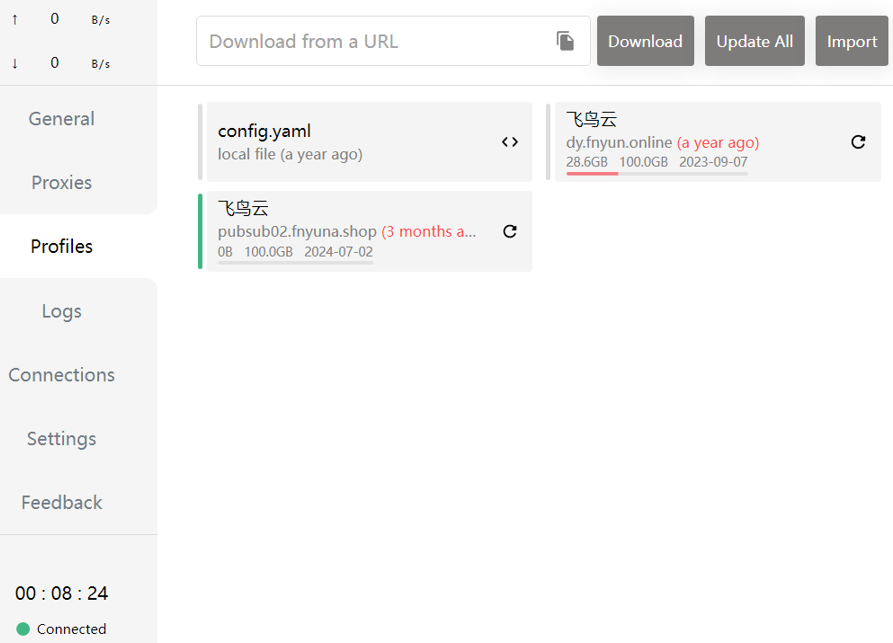 ↑ 0 B/s
↓ 0 B/s
General
Proxies
Profiles
Logs
Connections
Settings
Feedback
00 : 08 : 24
Connected
Download from a URL
Download
Update All
Import
config.yaml
local file (a year ago)
飞鸟云
dy.fnyun.online (a year ago)
28.6GB 100.0GB 2023-09-07
飞鸟云
pubsub02.fnyuna.shop (3 months a...
0B 100.0GB 2024-07-02